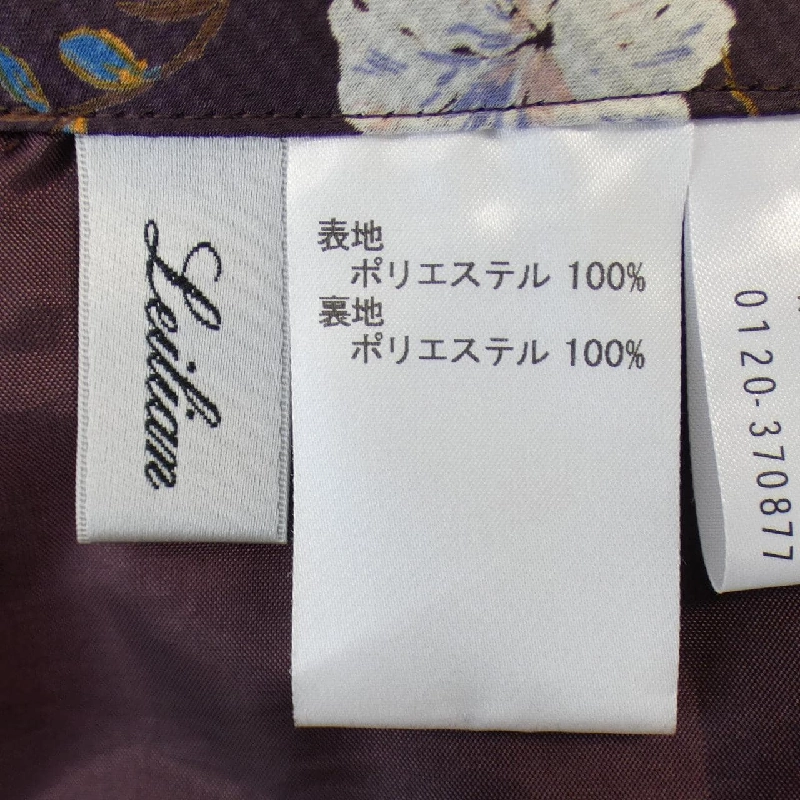 Leilian
表地
ポリエステル 100%
裏地
ポリエステル 100%
0120-370877